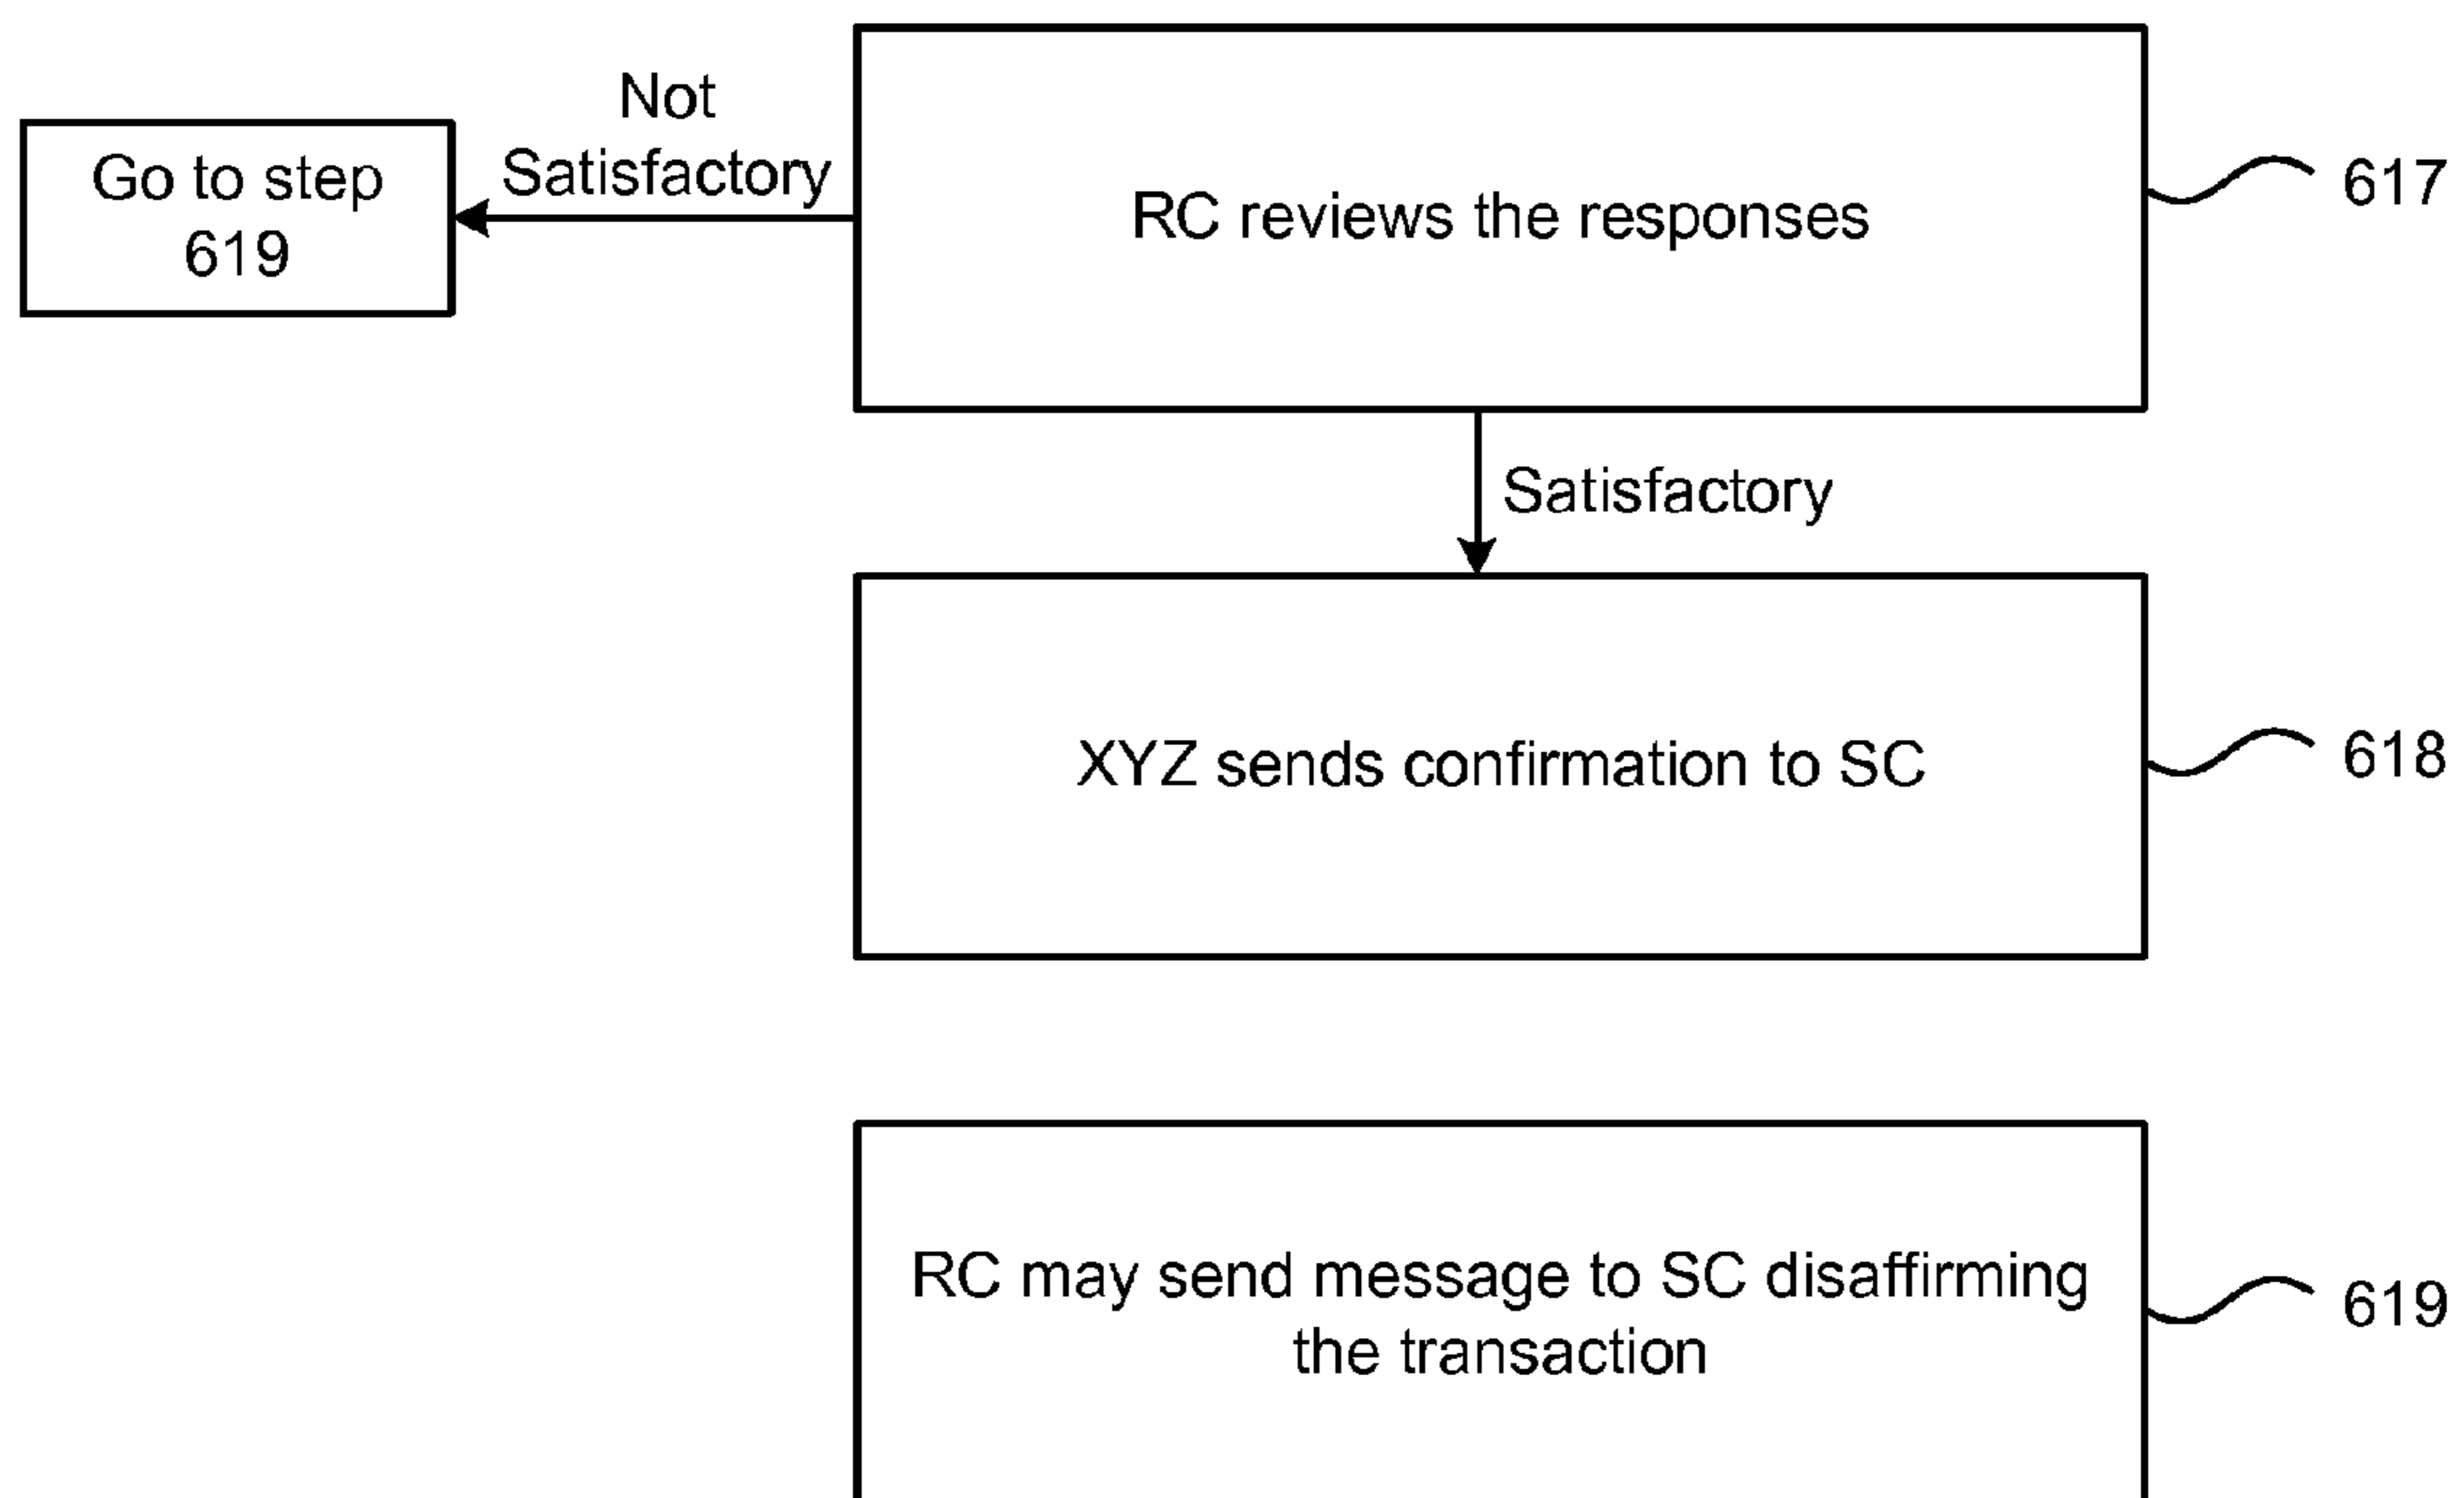 Not
Satisfactory
Go to step
619
RC reviews the responses
617
Satisfactory
XYZ sends confirmation to SC
618
RC may send message to SC disaffirming
the transaction
619